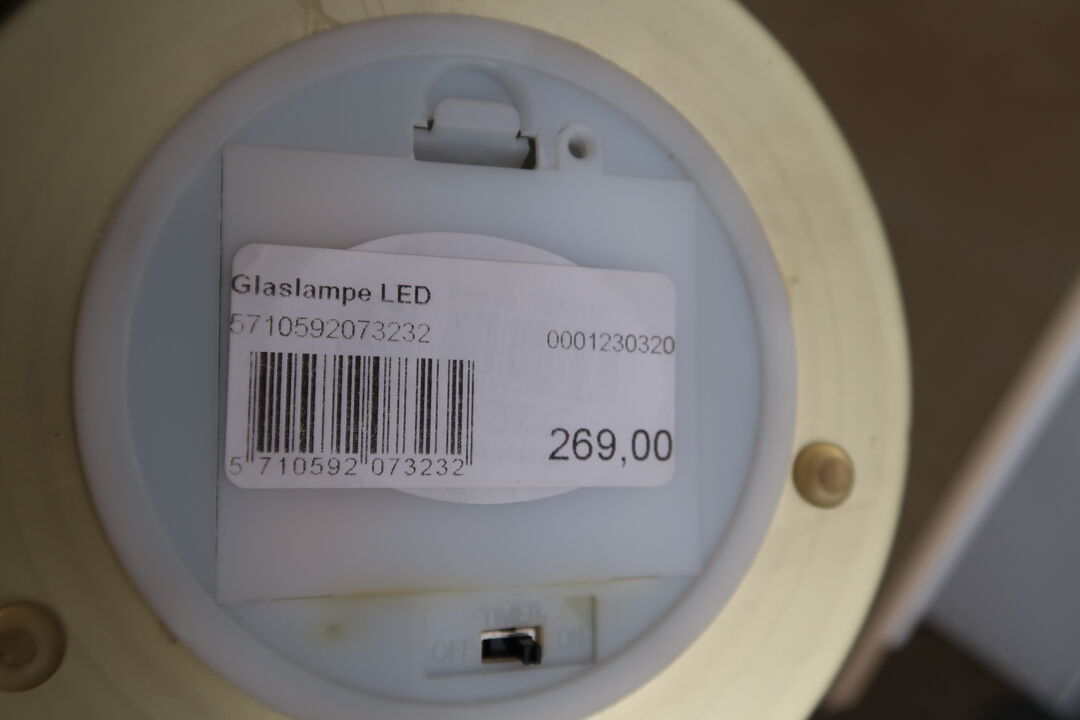 Glaslampe LED
5710592073232
0001230320
5 710592 073232
269,00
TIMER
OFF
ON